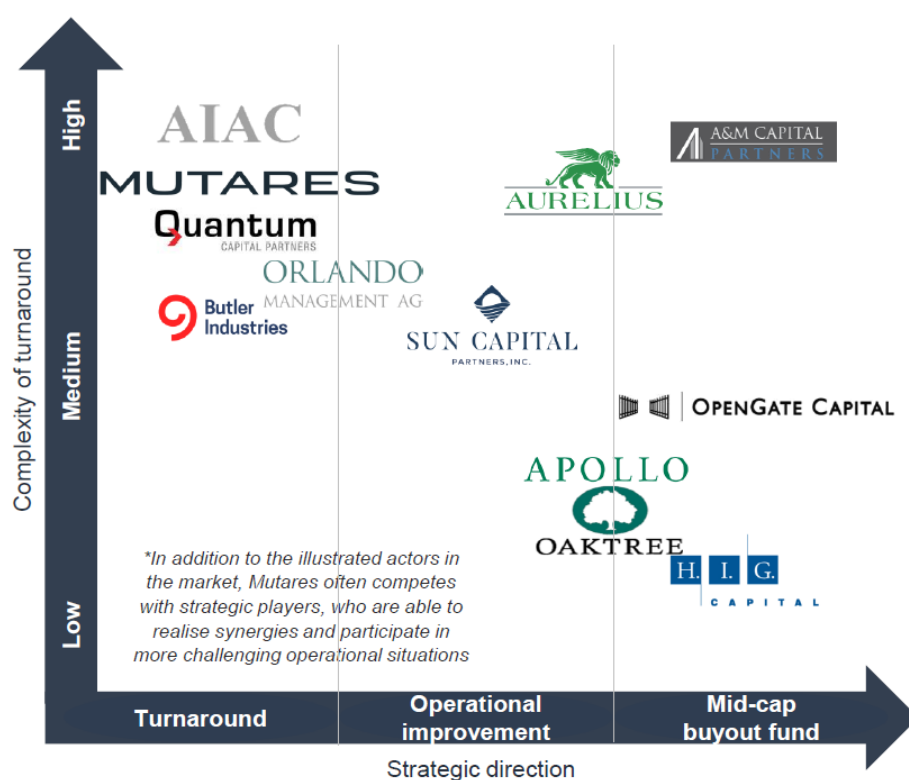 High
Medium
Low
Complexity of turnaround
AIAC
MUTARES
Quantum
CAPITAL PARTNERS
ORLANDO
MANAGEMENT AG
Butler
Industries
SUN CAPITAL
PARTNERS, INC.
AURELIUS
A&M CAPITAL
PARTNERS
OPENGATE CAPITAL
APOLLO
OAKTREE
H. I. G.
CAPITAL
*In addition to the illustrated actors in
the market, Mutares often competes
with strategic players, who are able to
realise synergies and participate in
more challenging operational situations
Turnaround
Operational
improvement
Mid-cap
buyout fund
Strategic direction